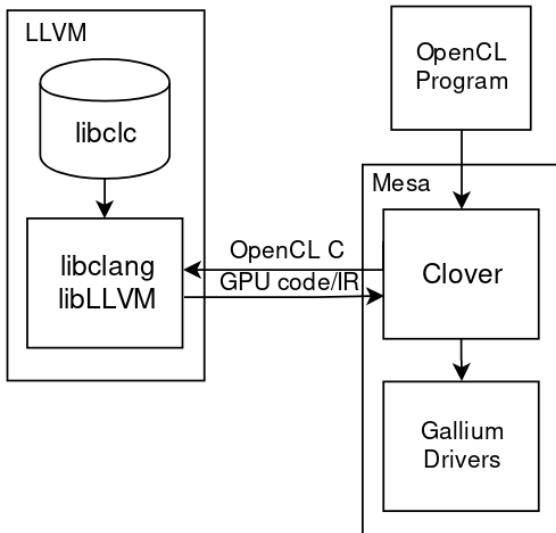 LLVM
libclc
libclang
libLLVM
OpenCL C
GPU code/IR
OpenCL
Program
Mesa
Clover
Gallium
Drivers